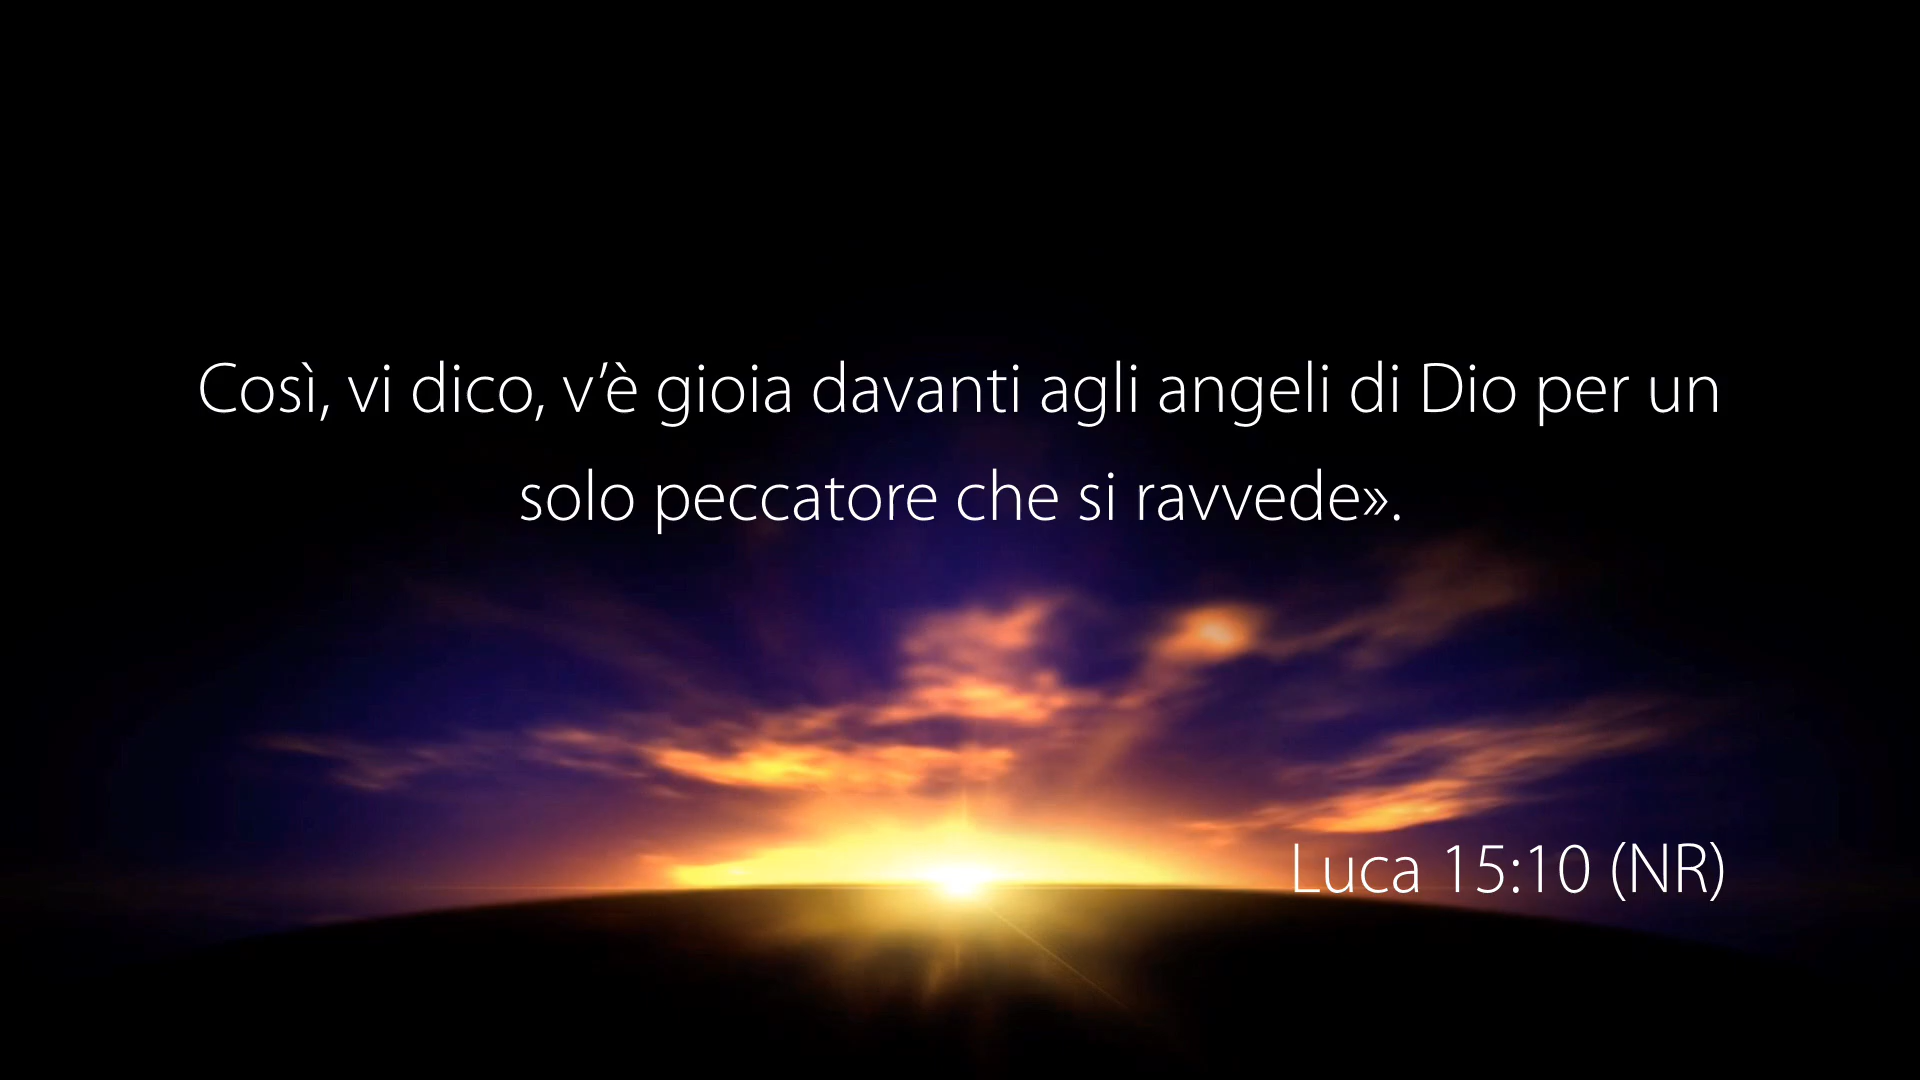 Così, vi dico, v’è gioia davanti agli angeli di Dio per un
solo peccatore che si ravvede».
Luca 15:10 (NR)